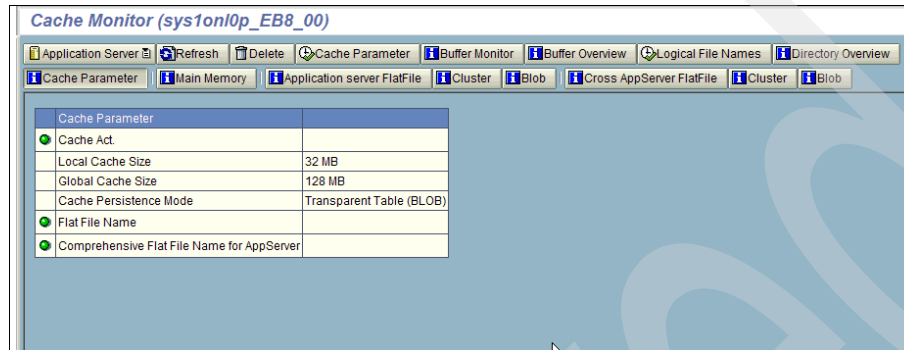 Cache Monitor (sys1onl0p_EB8_00)
Application Server Refresh Delete Cache Parameter Buffer Monitor Buffer Overview Logical File Names Directory Overview
Cache Parameter Main Memory Application server FlatFile Cluster Blob Cross AppServer FlatFile Cluster Blob
Cache Parameter
Cache Act.
Local Cache Size 32 MB
Global Cache Size 128 MB
Cache Persistence Mode Transparent Table (BLOB)
Flat File Name
Comprehensive Flat File Name for AppServer